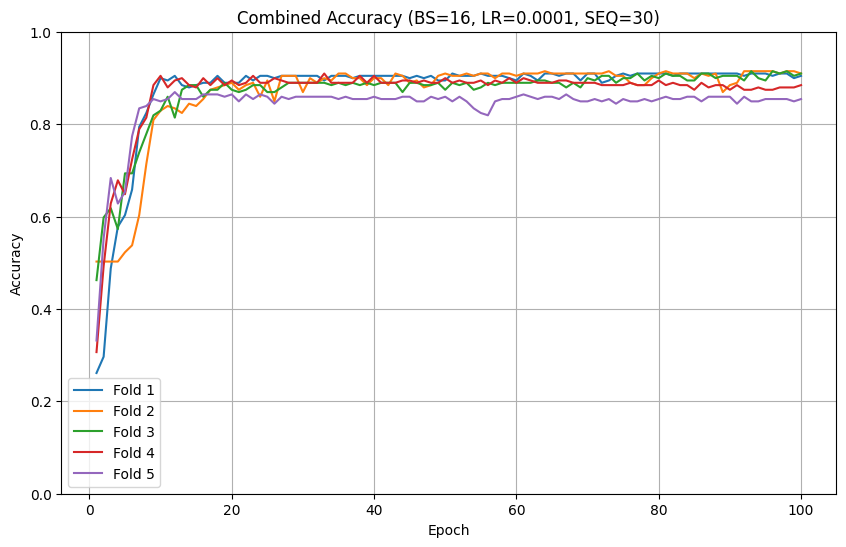 Combined Accuracy (BS=16, LR=0.0001, SEQ=30)
1.0
0.8
0.6
0.4
0.2
0.0
Accuracy
Fold 1
Fold 2
Fold 3
Fold 4
Fold 5
0 20 40 60 80 100
Epoch